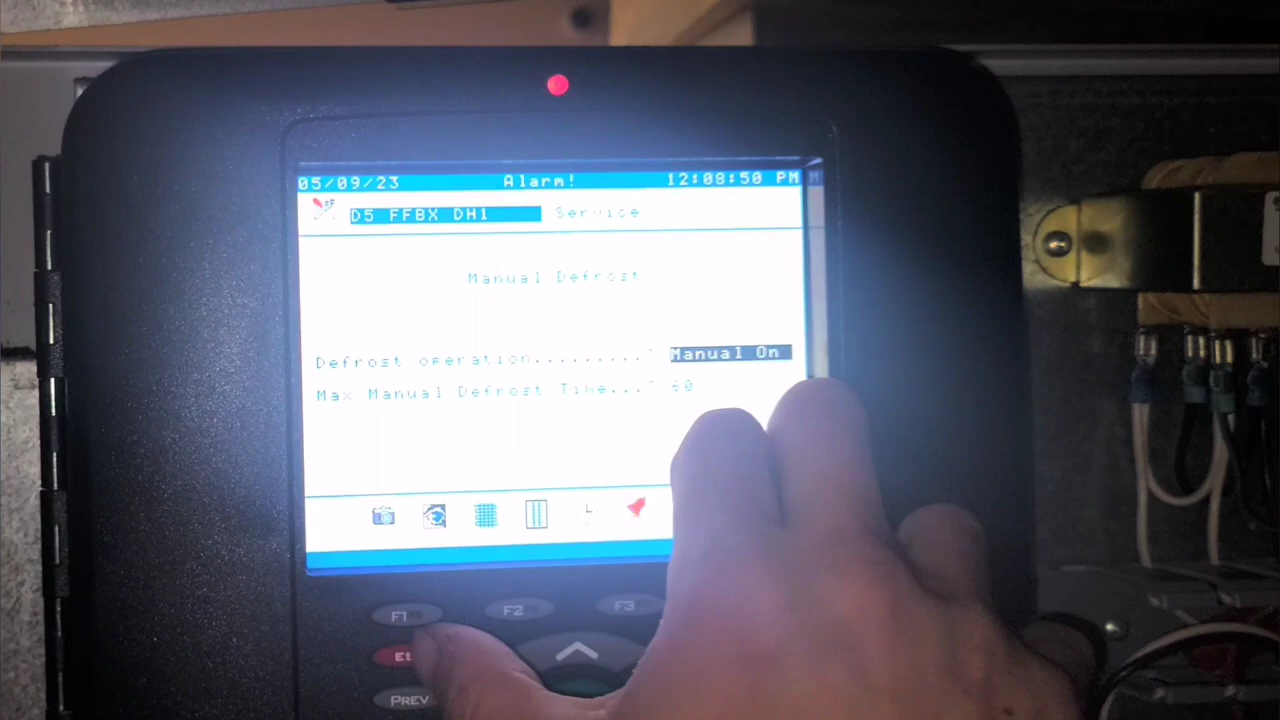 05/09/23 Alarm! 12:08:50 PM
D5 FFBX DH1 Service
Manual Defrost
Defrost operation.........: Manual On
Max Manual Defrost Time...: 60
F1 F2 F3
PREV